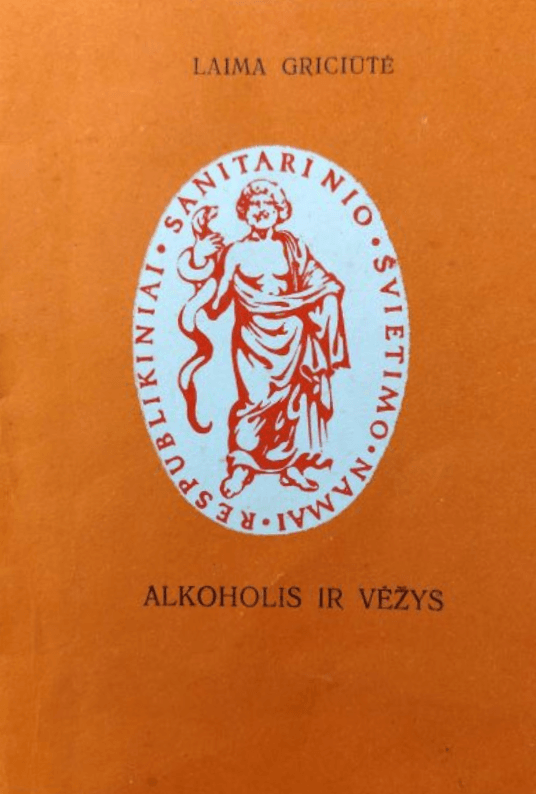 LAIMA GRICIŪTĖ
RESPUBLIKINIAI • SANITARINIO • ŠVIETIMO • NAMAI •
ALKOHOLIS IR VĖŽYS